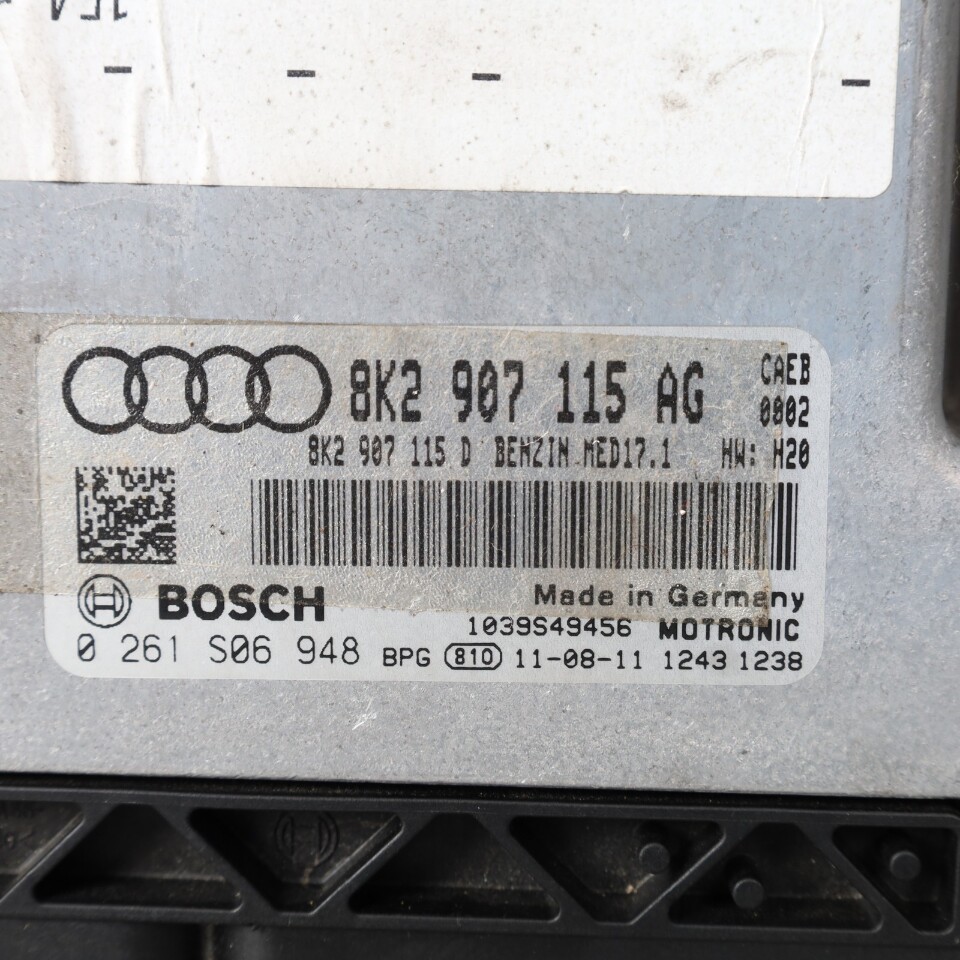 8K2 907 115 AG CAEB
0002
8K2 907 115 D BENZIN MED17.1 HW: H20
BOSCH
Made in Germany
1039S49456 MOTRONIC
0 261 S06 948 BPG 810 11-08-11 1243 1238